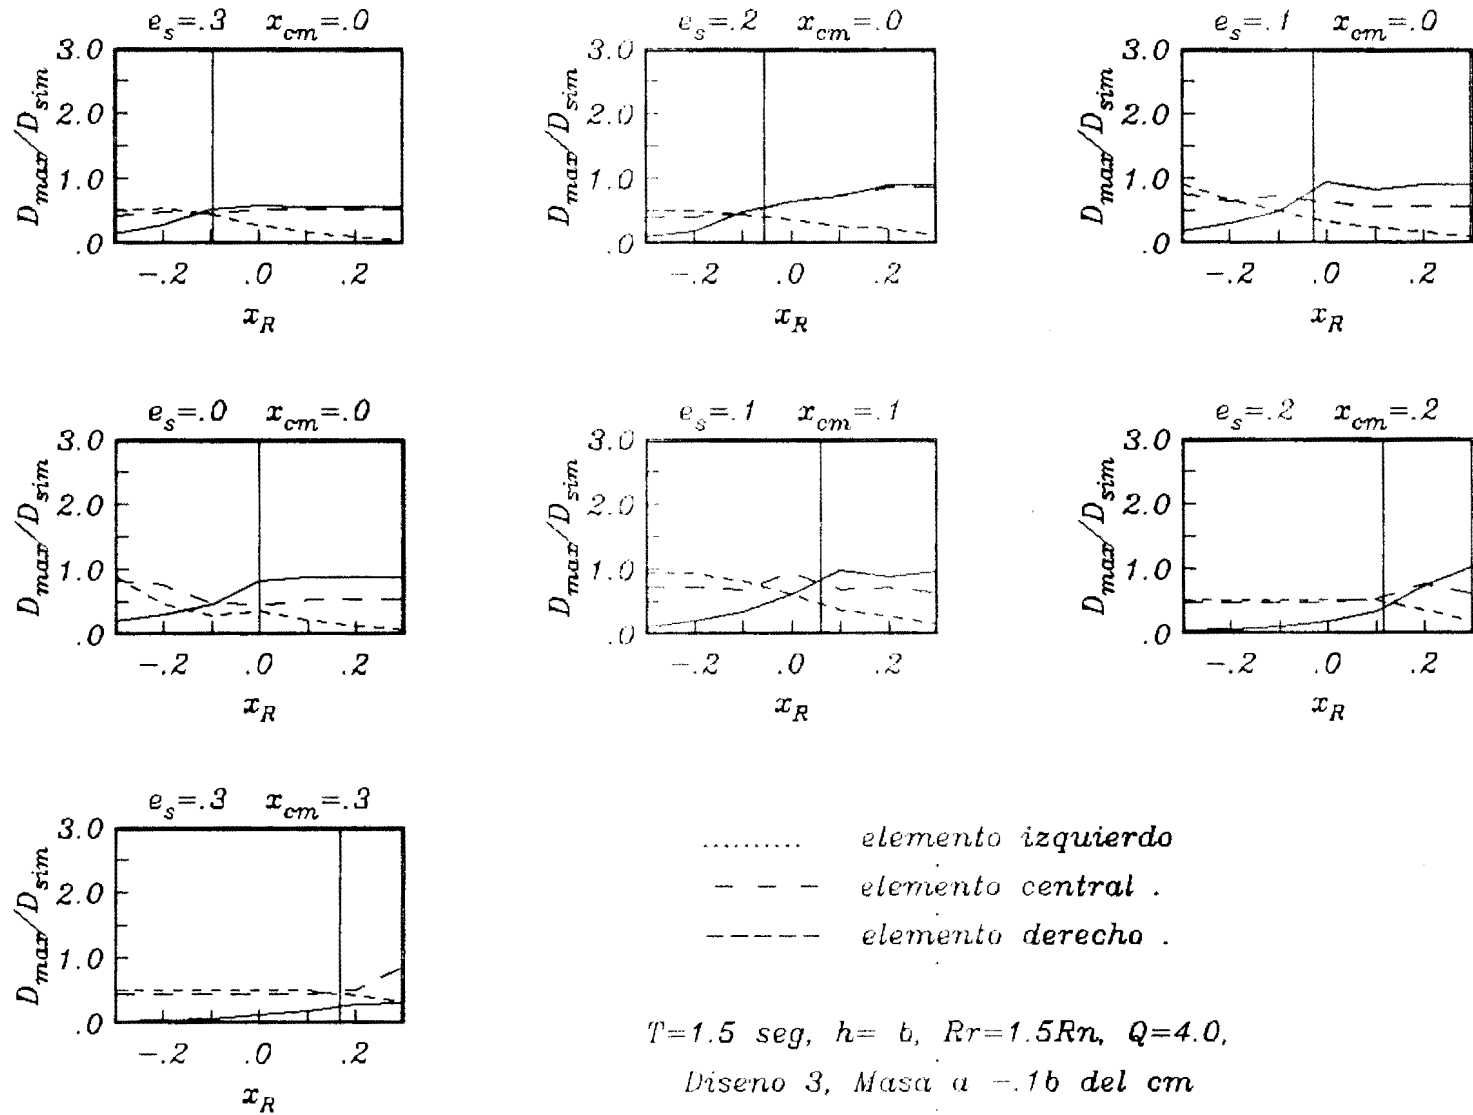 e_s=.3 x_cm=.0
D_max/D_sim
3.0
2.0
1.0
.0
-.2 .0 .2
x_R
e_s=.2 x_cm=.0
D_max/D_sim
3.0
2.0
1.0
.0
-.2 .0 .2
x_R
e_s=.1 x_cm=.0
D_max/D_sim
3.0
2.0
1.0
.0
-.2 .0 .2
x_R
e_s=.0 x_cm=.0
D_max/D_sim
3.0
2.0
1.0
.0
-.2 .0 .2
x_R
e_s=.1 x_cm=.1
D_max/D_sim
3.0
2.0
1.0
.0
-.2 .0 .2
x_R
e_s=.2 x_cm=.2
D_max/D_sim
3.0
2.0
1.0
.0
-.2 .0 .2
x_R
e_s=.3 x_cm=.3
D_max/D_sim
3.0
2.0
1.0
.0
-.2 .0 .2
x_R
.......... elemento izquierdo
– – – – elemento central .
------ elemento derecho .
T=1.5 seg, h= b, Rr=1.5Rn, Q=4.0,
Diseno 3, Masa a -.1b del cm